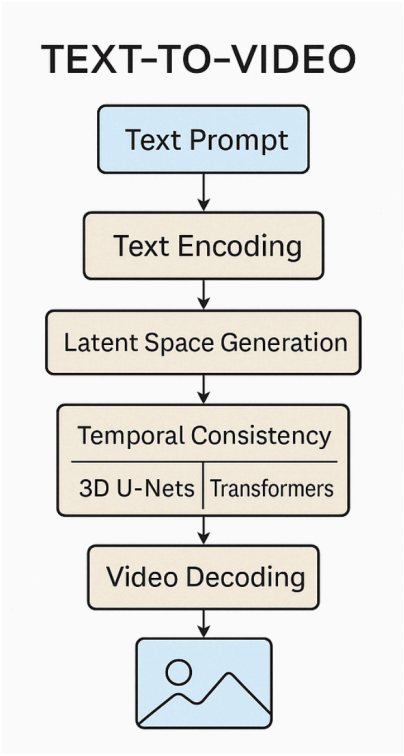 TEXT–TO–VIDEO
Text Prompt
Text Encoding
Latent Space Generation
Temporal Consistency
3D U-Nets
Transformers
Video Decoding